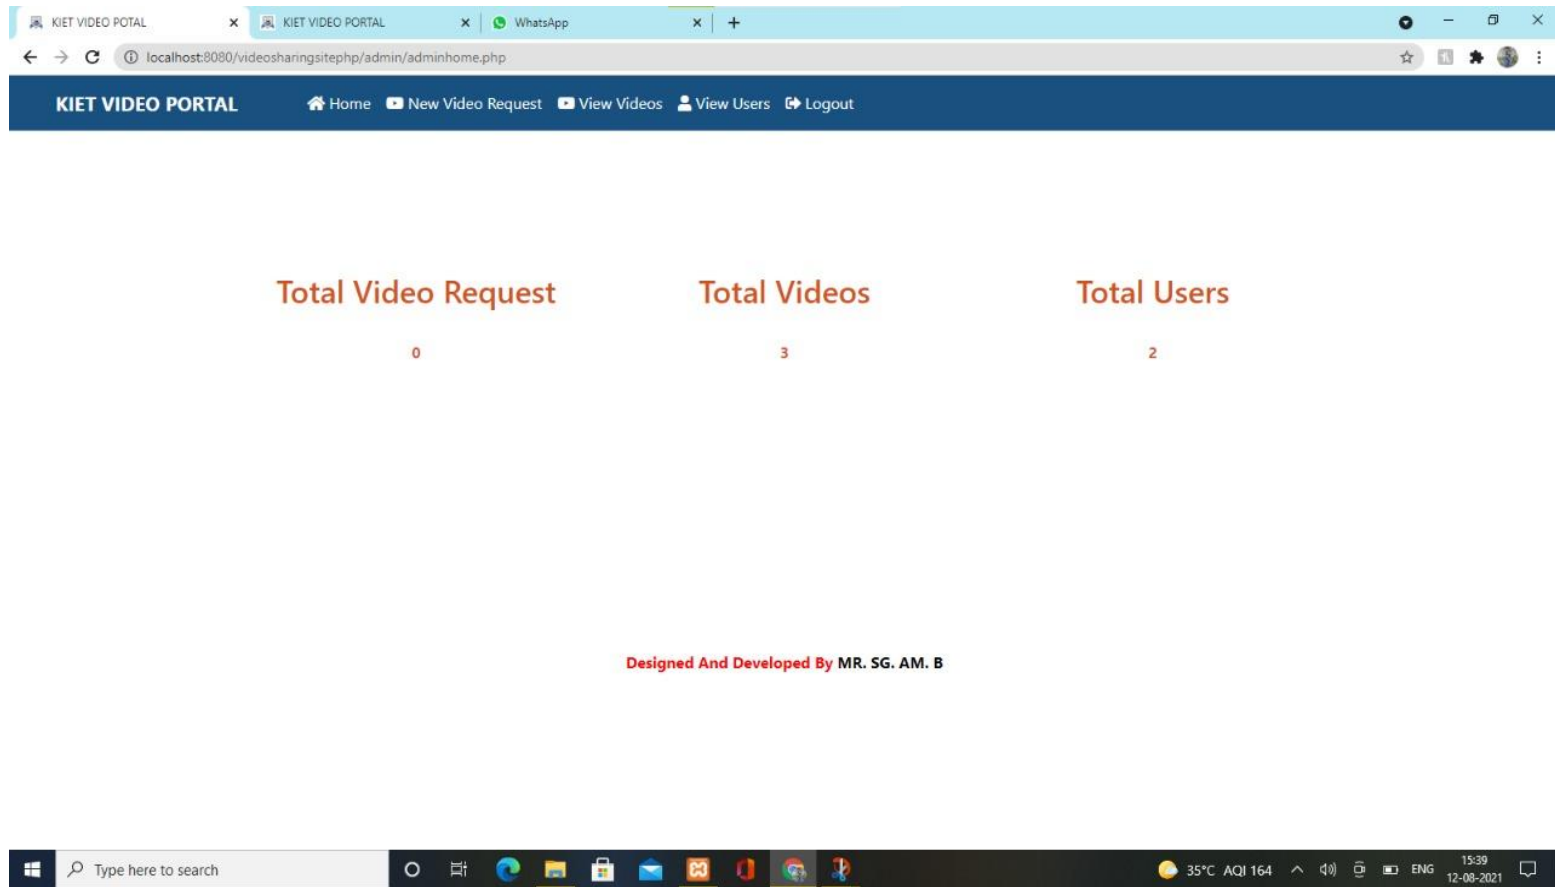 KIET VIDEO POTAL
KIET VIDEO PORTAL
WhatsApp
localhost:8080/videosharingsitephp/admin/adminhome.php
KIET VIDEO PORTAL Home New Video Request View Videos View Users Logout
Total Video Request Total Videos Total Users
0 3 2
Designed And Developed By MR. SG. AM. B
Type here to search
35°C AQI 164 ENG 15:39
12-08-2021